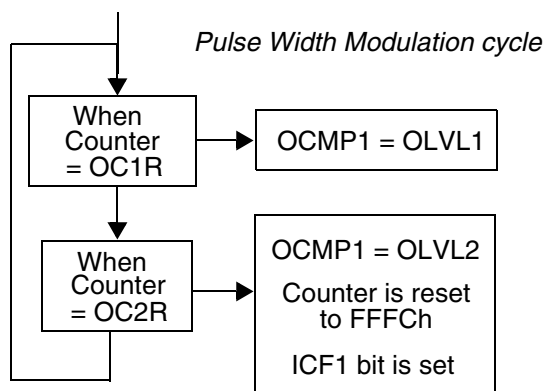 Pulse Width Modulation cycle
When
Counter
= OC1R
OCMP1 = OLVL1
When
Counter
= OC2R
OCMP1 = OLVL2
Counter is reset
to FFFCh
ICF1 bit is set